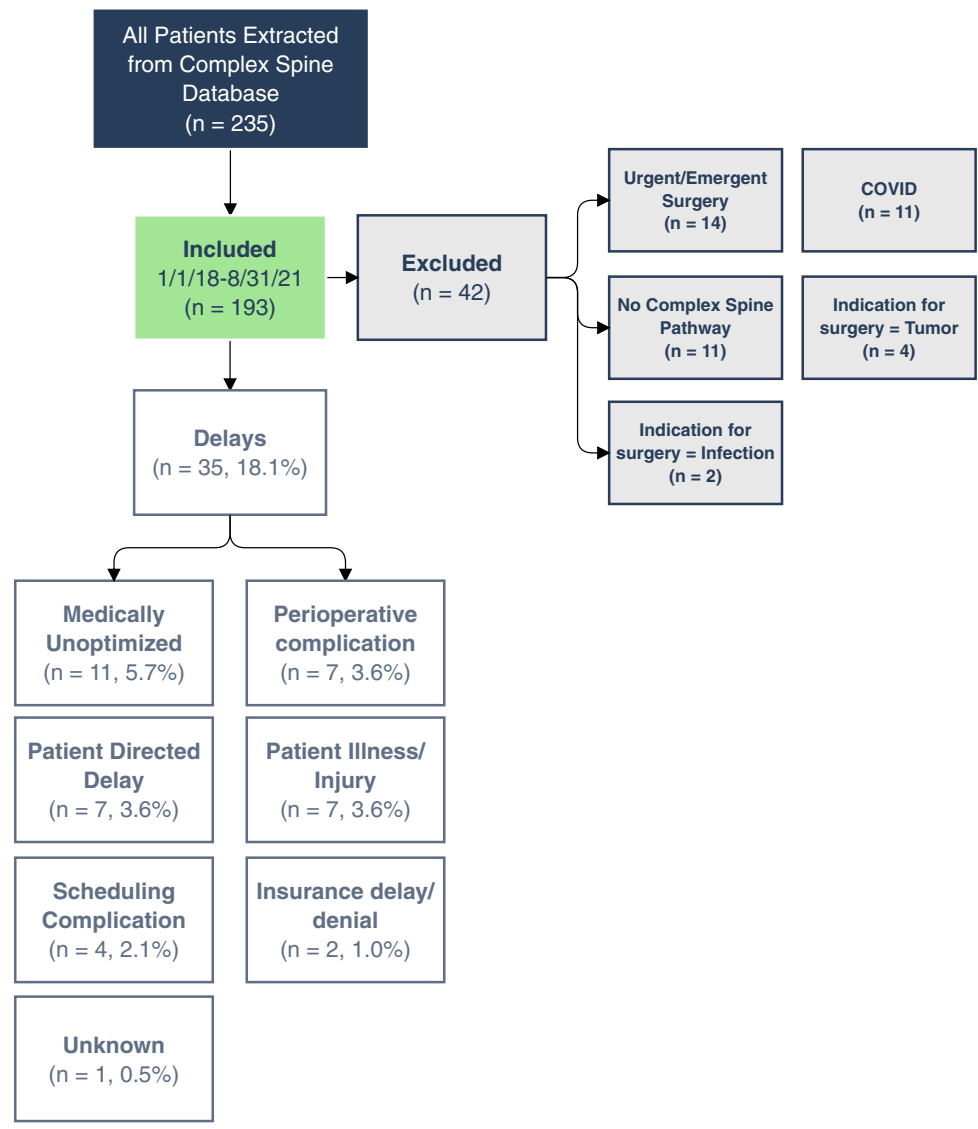 All Patients Extracted
from Complex Spine
Database
(n = 235)
Included
1/1/18-8/31/21
(n = 193)
Excluded
(n = 42)
Urgent/Emergent
Surgery
(n = 14)
COVID
(n = 11)
No Complex Spine
Pathway
(n = 11)
Indication for
surgery = Tumor
(n = 4)
Indication for
surgery = Infection
(n = 2)
Delays
(n = 35, 18.1%)
Medically
Unoptimized
(n = 11, 5.7%)
Perioperative
complication
(n = 7, 3.6%)
Patient Directed
Delay
(n = 7, 3.6%)
Patient Illness/
Injury
(n = 7, 3.6%)
Scheduling
Complication
(n = 4, 2.1%)
Insurance delay/
denial
(n = 2, 1.0%)
Unknown
(n = 1, 0.5%)